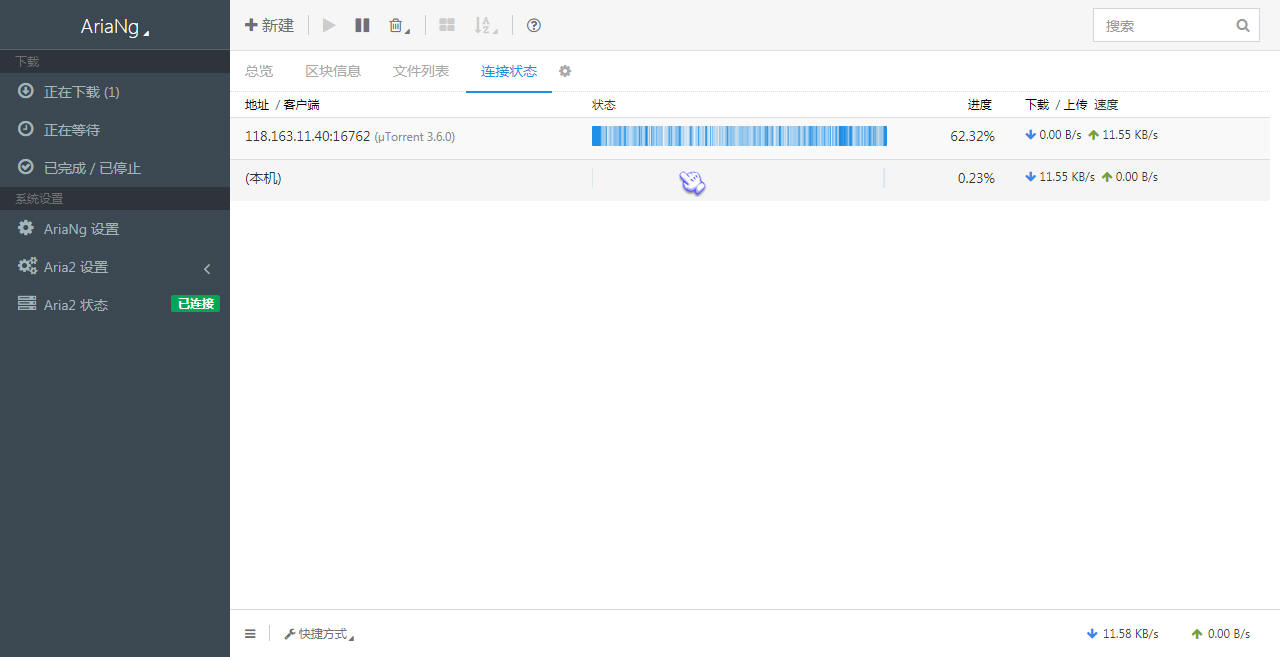 AriaNg
下载
正在下载 (1)
正在等待
已完成 / 已停止
系统设置
AriaNg 设置
Aria2 设置
Aria2 状态 已连接
新建
搜索
总览 区块信息 文件列表 连接状态
地址 / 客户端 状态 进度 下载 / 上传 速度
118.163.11.40:16762 (μTorrent 3.6.0) 62.32% 0.00 B/s 11.55 KB/s
(本机) 0.23% 11.55 KB/s 0.00 B/s
快捷方式 11.58 KB/s 0.00 B/s